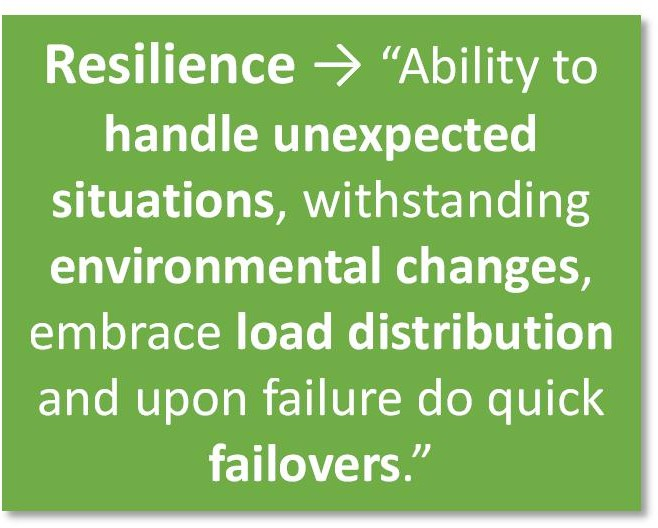 Resilience → “Ability to
handle unexpected
situations, withstanding
environmental changes,
embrace load distribution
and upon failure do quick
failovers.”